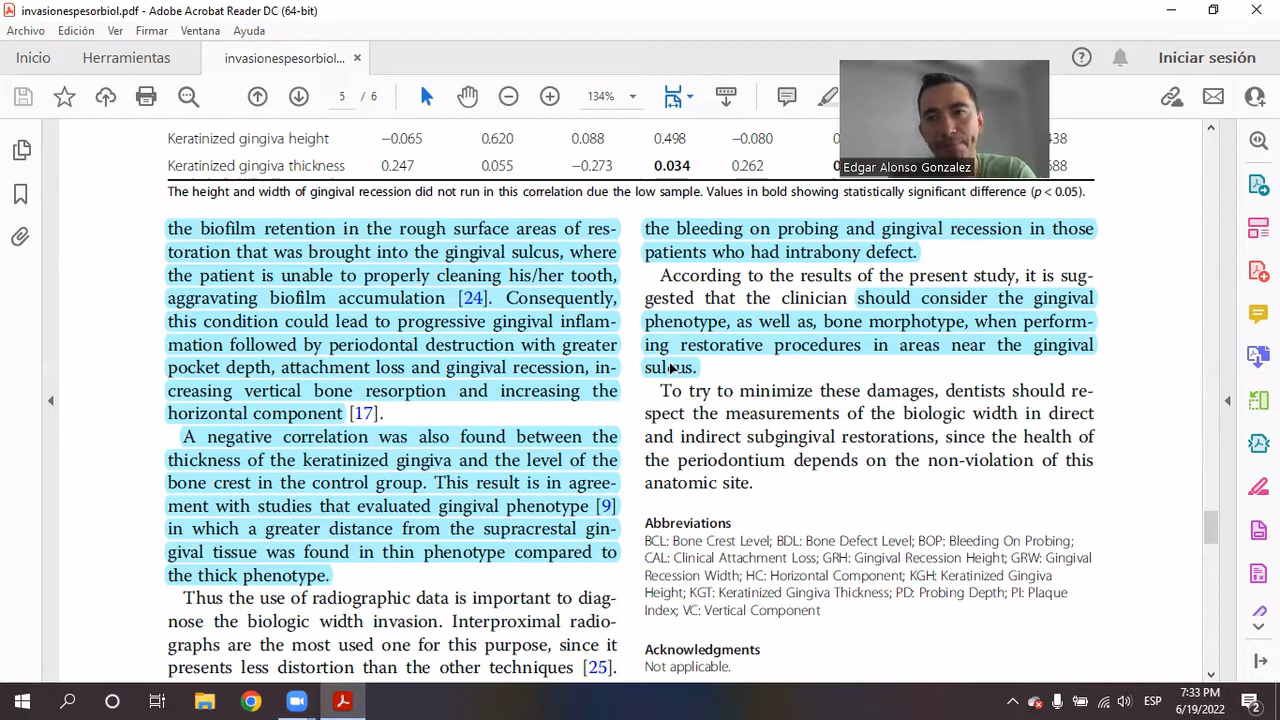 invasionespesorbiol.pdf - Adobe Acrobat Reader DC (64-bit)
Archivo Edición Ver Firmar Ventana Ayuda
Inicio Herramientas invasionespesorbiol... × Iniciar sesión
5 / 6 134%
Edgar Alonso Gonzalez
Keratinized gingiva height −0.065 0.620 0.088 0.498 −0.080 438
Keratinized gingiva thickness 0.247 0.055 −0.273 0.034 0.262 588
The height and width of gingival recession did not run in this correlation due the low sample. Values in bold showing statistically significant difference (p < 0.05).
the biofilm retention in the rough surface areas of res-
toration that was brought into the gingival sulcus, where
the patient is unable to properly cleaning his/her tooth,
aggravating biofilm accumulation [24]. Consequently,
this condition could lead to progressive gingival inflam-
mation followed by periodontal destruction with greater
pocket depth, attachment loss and gingival recession, in-
creasing vertical bone resorption and increasing the
horizontal component [17].
A negative correlation was also found between the
thickness of the keratinized gingiva and the level of the
bone crest in the control group. This result is in agree-
ment with studies that evaluated gingival phenotype [9]
in which a greater distance from the supracrestal gin-
gival tissue was found in thin phenotype compared to
the thick phenotype.
Thus the use of radiographic data is important to diag-
nose the biologic width invasion. Interproximal radio-
graphs are the most used one for this purpose, since it
presents less distortion than the other techniques [25].
the bleeding on probing and gingival recession in those
patients who had intrabony defect.
According to the results of the present study, it is sug-
gested that the clinician should consider the gingival
phenotype, as well as, bone morphotype, when perform-
ing restorative procedures in areas near the gingival
sulcus.
To try to minimize these damages, dentists should re-
spect the measurements of the biologic width in direct
and indirect subgingival restorations, since the health of
the periodontium depends on the non-violation of this
anatomic site.
Abbreviations
BCL: Bone Crest Level; BDL: Bone Defect Level; BOP: Bleeding On Probing;
CAL: Clinical Attachment Loss; GRH: Gingival Recession Height; GRW: Gingival
Recession Width; HC: Horizontal Component; KGH: Keratinized Gingiva
Height; KGT: Keratinized Gingiva Thickness; PD: Probing Depth; PI: Plaque
Index; VC: Vertical Component
Acknowledgments
Not applicable.
ESP
7:33 PM
6/19/2022
2